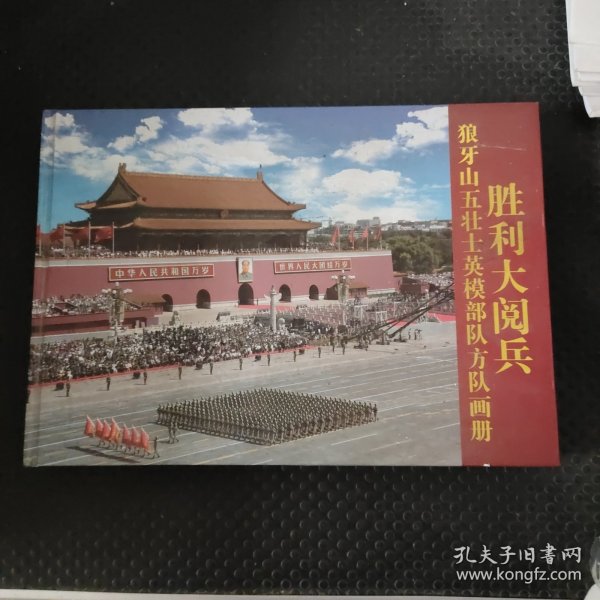 胜利大阅兵
狼牙山五壮士英模部队方队画册
中华人民共和国万岁
世界人民大团结万岁
孔夫子旧书网
www.kongfz.com